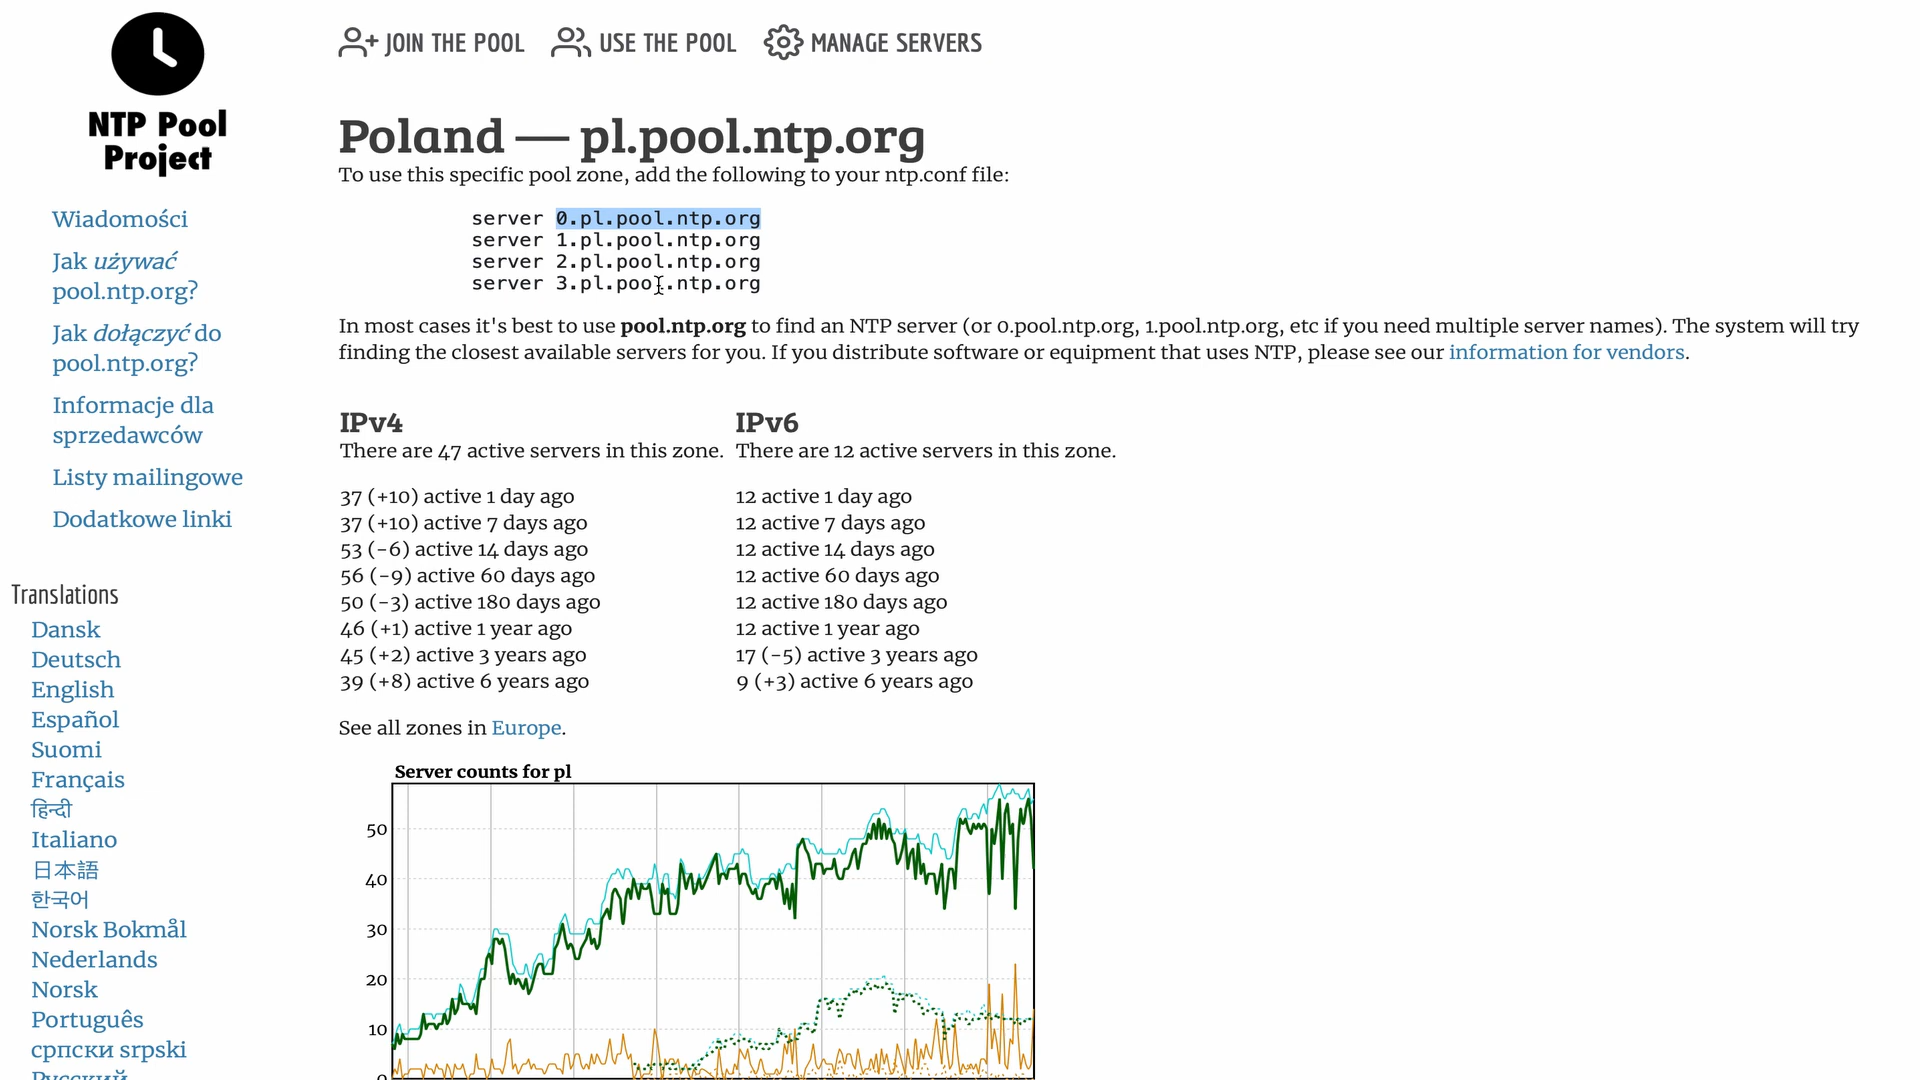 JOIN THE POOL USE THE POOL MANAGE SERVERS
NTP Pool
Project
Wiadomości
Jak używać
pool.ntp.org?
Jak dołączyć do
pool.ntp.org?
Informacje dla
sprzedawców
Listy mailingowe
Dodatkowe linki
Translations
Dansk
Deutsch
English
Español
Suomi
Français
हिन्दी
Italiano
日本語
한국어
Norsk Bokmål
Nederlands
Norsk
Português
српски srpski
Русский
Poland — pl.pool.ntp.org
To use this specific pool zone, add the following to your ntp.conf file:
server 0.pl.pool.ntp.org
server 1.pl.pool.ntp.org
server 2.pl.pool.ntp.org
server 3.pl.pool.ntp.org
In most cases it's best to use pool.ntp.org to find an NTP server (or 0.pool.ntp.org, 1.pool.ntp.org, etc if you need multiple server names). The system will try
finding the closest available servers for you. If you distribute software or equipment that uses NTP, please see our information for vendors.
IPv4
There are 47 active servers in this zone.
37 (+10) active 1 day ago
37 (+10) active 7 days ago
53 (-6) active 14 days ago
56 (-9) active 60 days ago
50 (-3) active 180 days ago
46 (+1) active 1 year ago
45 (+2) active 3 years ago
39 (+8) active 6 years ago
IPv6
There are 12 active servers in this zone.
12 active 1 day ago
12 active 7 days ago
12 active 14 days ago
12 active 60 days ago
12 active 180 days ago
12 active 1 year ago
17 (-5) active 3 years ago
9 (+3) active 6 years ago
See all zones in Europe.
Server counts for pl
50
40
30
20
10
0